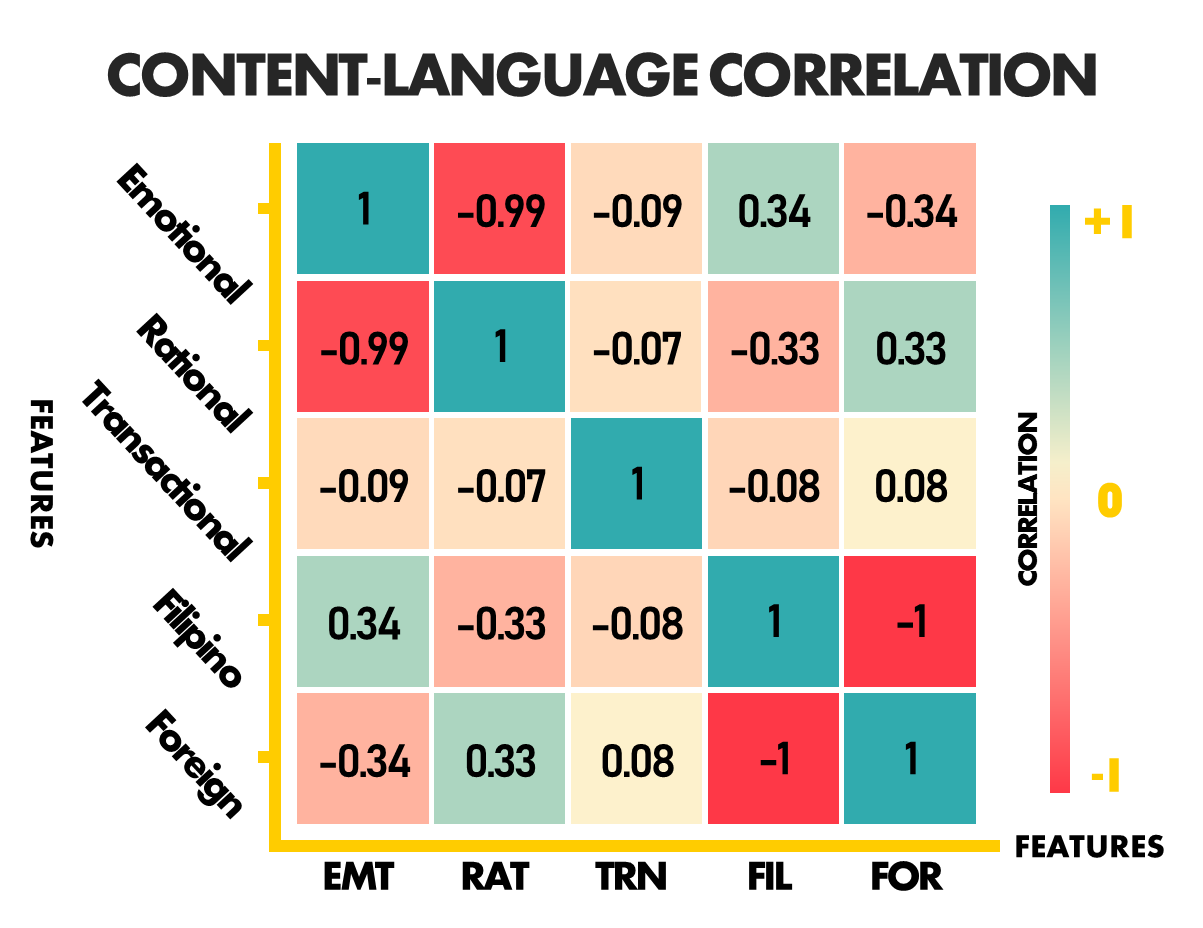 CONTENT-LANGUAGE CORRELATION
FEATURES
Emotional
1 -0.99 -0.09 0.34 -0.34
Rational
-0.99 1 -0.07 -0.33 0.33
Transactional
-0.09 -0.07 1 -0.08 0.08
Filipino
0.34 -0.33 -0.08 1 -1
Foreign
-0.34 0.33 0.08 -1 1
EMT RAT TRN FIL FOR
FEATURES
CORRELATION
+1
0
-1